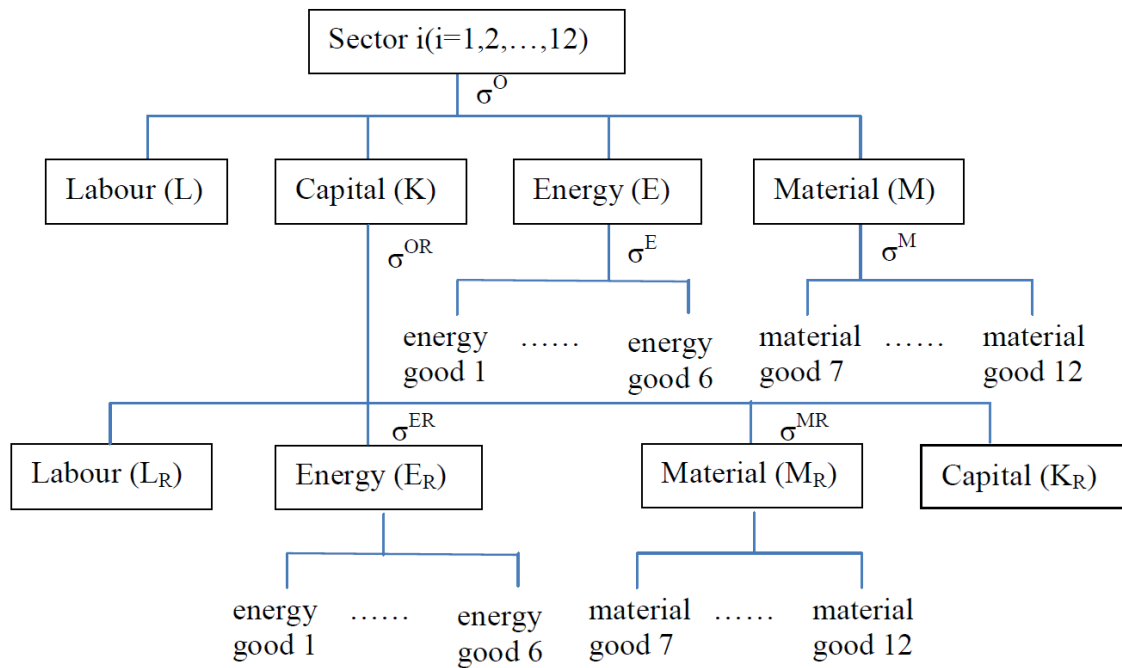 Sector i(i=1,2,…,12)
σ^O
Labour (L)
Capital (K)
Energy (E)
Material (M)
σ^OR
σ^E
σ^M
energy
good 1
……
energy
good 6
material
good 7
……
material
good 12
σ^ER
σ^MR
Labour (L_R)
Energy (E_R)
Material (M_R)
Capital (K_R)
energy
good 1
……
energy
good 6
material
good 7
……
material
good 12